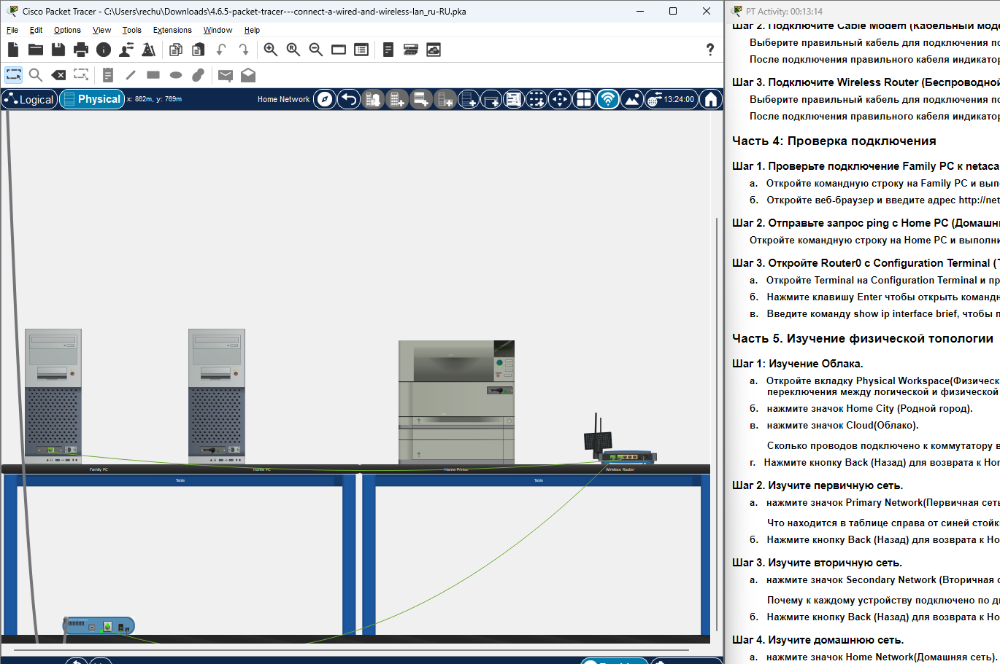 Cisco Packet Tracer - C:\Users\rechu\Downloads\4.6.5-packet-tracer---connect-a-wired-and-wireless-lan_ru-RU.pka
File Edit Options View Tools Extensions Window Help
Logical Physical x: 862m, y: 769m Home Network 13:24:00
Family PC Home PC Home Printer Wireless Router
Table Table
PT Activity: 00:13:14
Шаг 2. Подключите Cable Modem (Кабельный мод
Выберите правильный кабель для подключения по
После подключения правильного кабеля индикатор
Шаг 3. Подключите Wireless Router (Беспроводной
Выберите правильный кабель для подключения по
После подключения правильного кабеля индикатор
Часть 4: Проверка подключения
Шаг 1. Проверьте подключение Family PC к netaca
а. Откройте командную строку на Family PC и вып
б. Откройте веб-браузер и введите адрес http://net
Шаг 2. Отправьте запрос ping с Home PC (Домашн
Откройте командную строку на Home PC и выполни
Шаг 3. Откройте Router0 с Configuration Terminal (Т
а. Откройте Terminal на Configuration Terminal и пр
б. Нажмите клавишу Enter чтобы открыть команд
в. Введите команду show ip interface brief, чтобы п
Часть 5. Изучение физической топологии
Шаг 1: Изучение Облака.
а. Откройте вкладку Physical Workspace(Физическ
переключения между логической и физической
б. нажмите значок Home City (Родной город).
в. нажмите значок Cloud(Облако).
Сколько проводов подключено к коммутатору в
г. Нажмите кнопку Back (Назад) для возврата к Hom
Шаг 2. Изучите первичную сеть.
а. нажмите значок Primary Network(Первичная сеть
Что находится в таблице справа от синей стойк
б. Нажмите кнопку Back (Назад) для возврата к Ho
Шаг 3. Изучите вторичную сеть.
а. нажмите значок Secondary Network (Вторичная с
Почему к каждому устройству подключено по д
б. Нажмите кнопку Back (Назад) для возврата к Ho
Шаг 4. Изучите домашнюю сеть.
а. нажмите значок Home Network(Домашняя сеть).